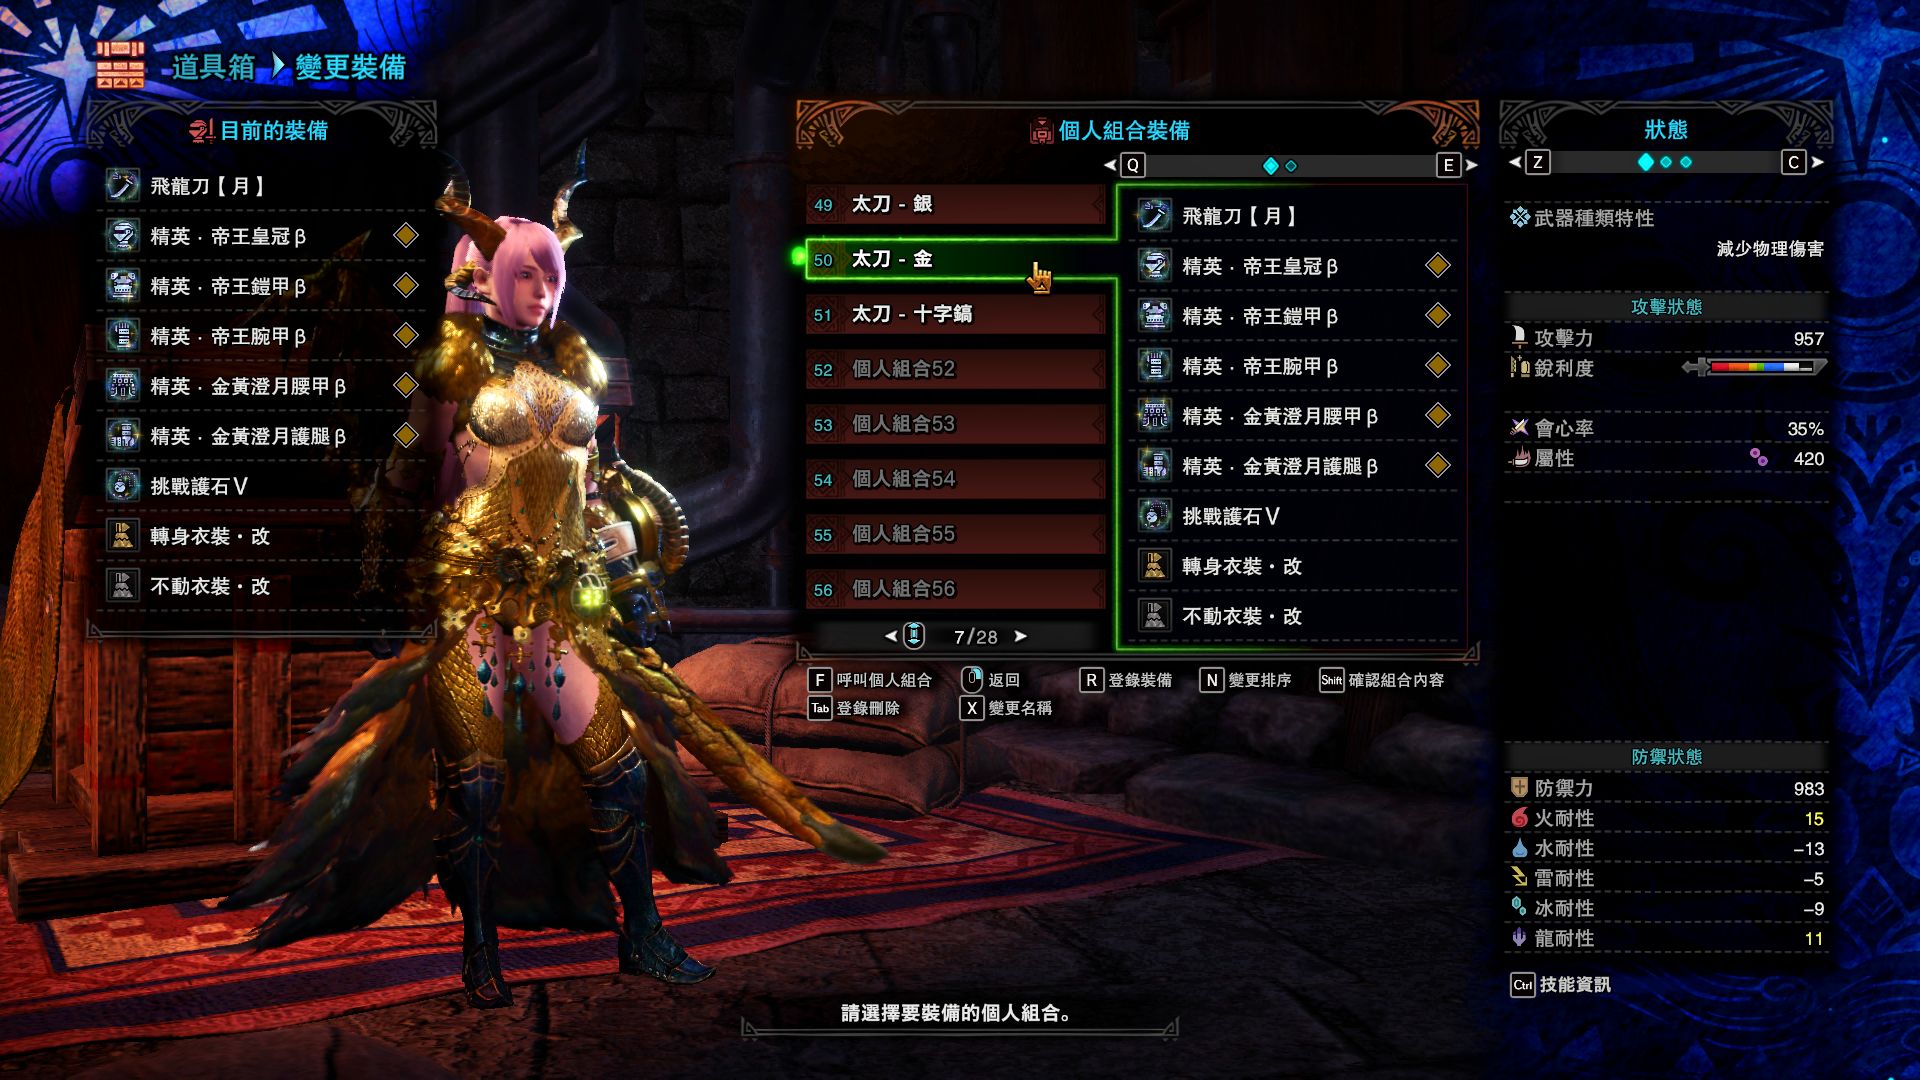 道具箱 變更裝備
目前的裝備
飛龍刀【月】
精英．帝王皇冠β
精英．帝王鎧甲β
精英．帝王腕甲β
精英．金黃澄月腰甲β
精英．金黃澄月護腿β
挑戰護石Ⅴ
轉身衣裝・改
不動衣裝・改
個人組合裝備
Q E
49 太刀 - 銀
50 太刀 - 金
51 太刀 - 十字鎬
52 個人組合52
53 個人組合53
54 個人組合54
55 個人組合55
56 個人組合56
7/28
飛龍刀【月】
精英．帝王皇冠β
精英．帝王鎧甲β
精英．帝王腕甲β
精英．金黃澄月腰甲β
精英．金黃澄月護腿β
挑戰護石Ⅴ
轉身衣裝・改
不動衣裝・改
F 呼叫個人組合 返回 R 登錄裝備 N 變更排序 Shift 確認組合內容
Tab 登錄刪除 X 變更名稱
狀態
Z C
武器種類特性
減少物理傷害
攻擊狀態
攻擊力 957
銳利度
會心率 35%
屬性 420
防禦狀態
防禦力 983
火耐性 15
水耐性 -13
雷耐性 -5
冰耐性 -9
龍耐性 11
Ctrl 技能資訊
請選擇要裝備的個人組合。